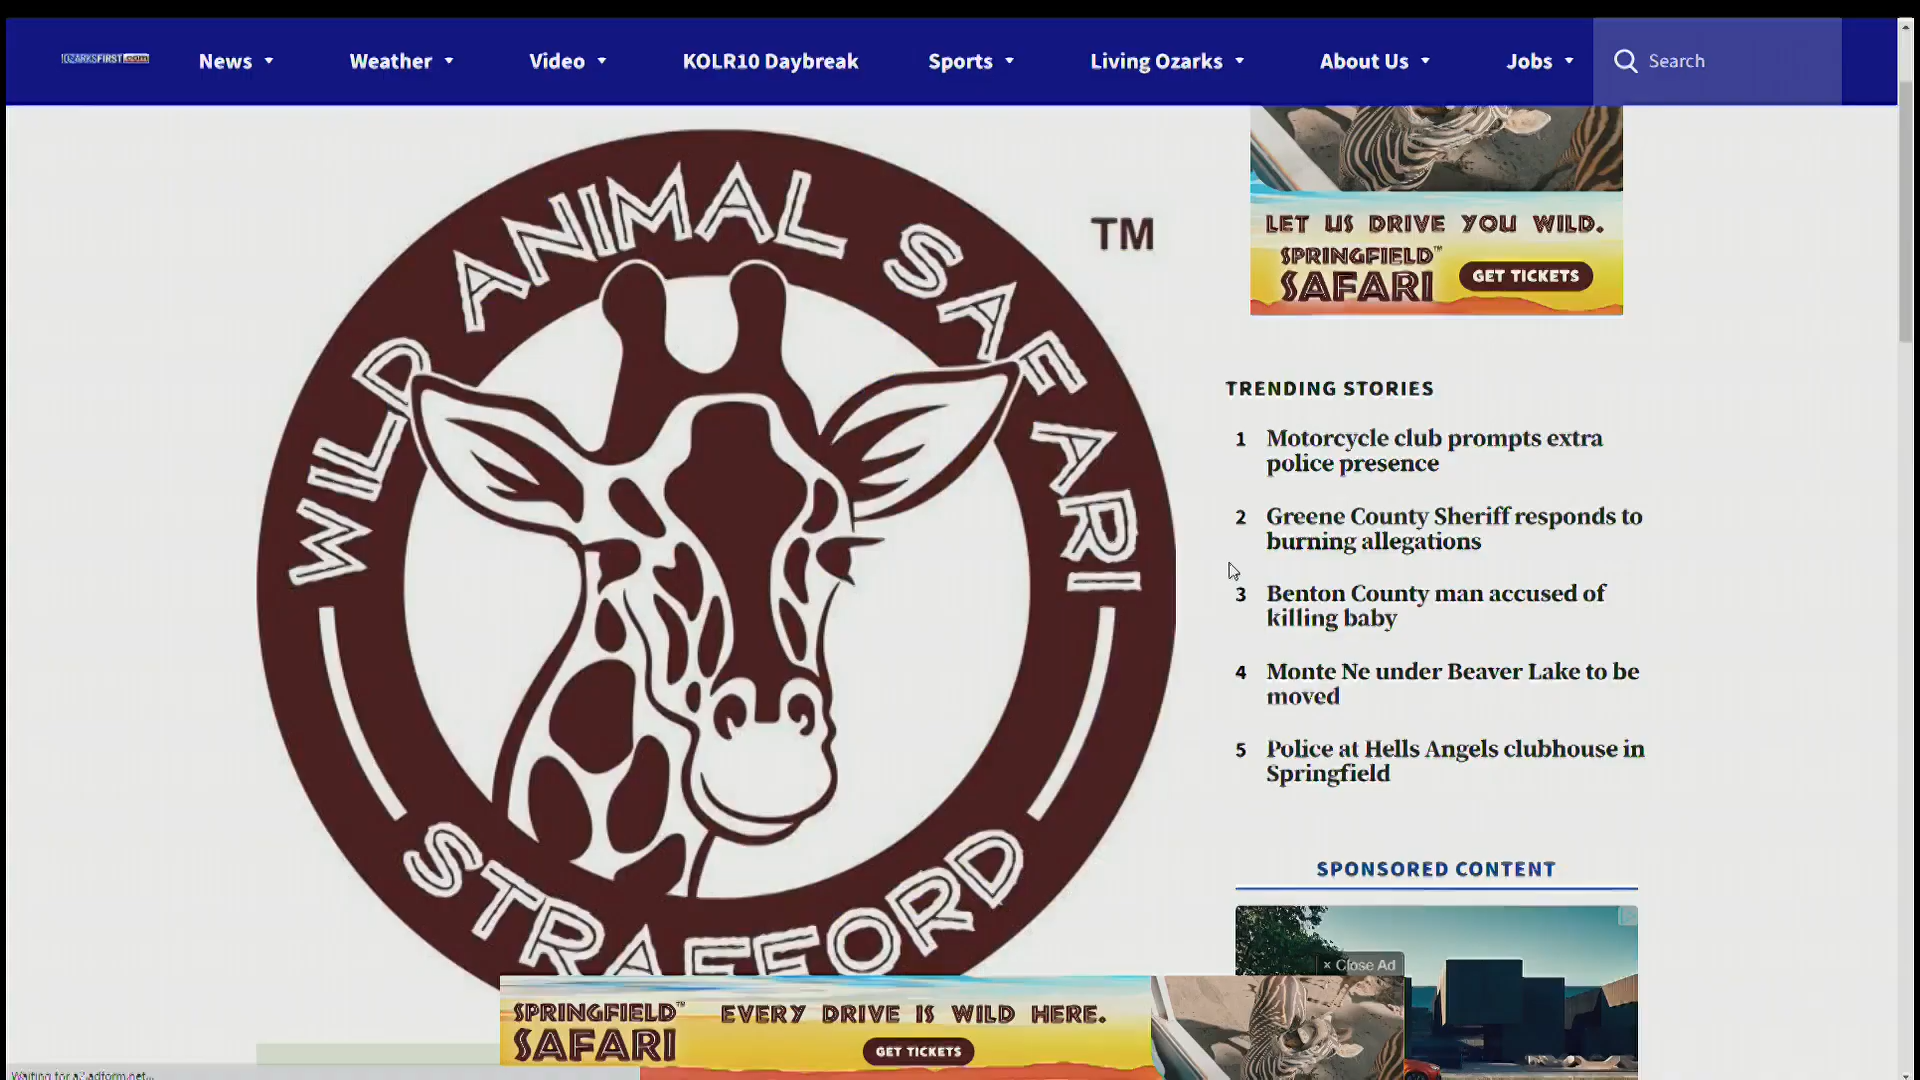 OZARKSFIRST.com
News
Weather
Video
KOLR10 Daybreak
Sports
Living Ozarks
About Us
Jobs
Search
WILD ANIMAL SAFARI
TM
STRAFFORD
LET US DRIVE YOU WILD.
SPRINGFIELD™
SAFARI
GET TICKETS
TRENDING STORIES
1 Motorcycle club prompts extra
police presence
2 Greene County Sheriff responds to
burning allegations
3 Benton County man accused of
killing baby
4 Monte Ne under Beaver Lake to be
moved
5 Police at Hells Angels clubhouse in
Springfield
SPONSORED CONTENT
× Close Ad
SPRINGFIELD™
SAFARI
EVERY DRIVE IS WILD HERE.
GET TICKETS